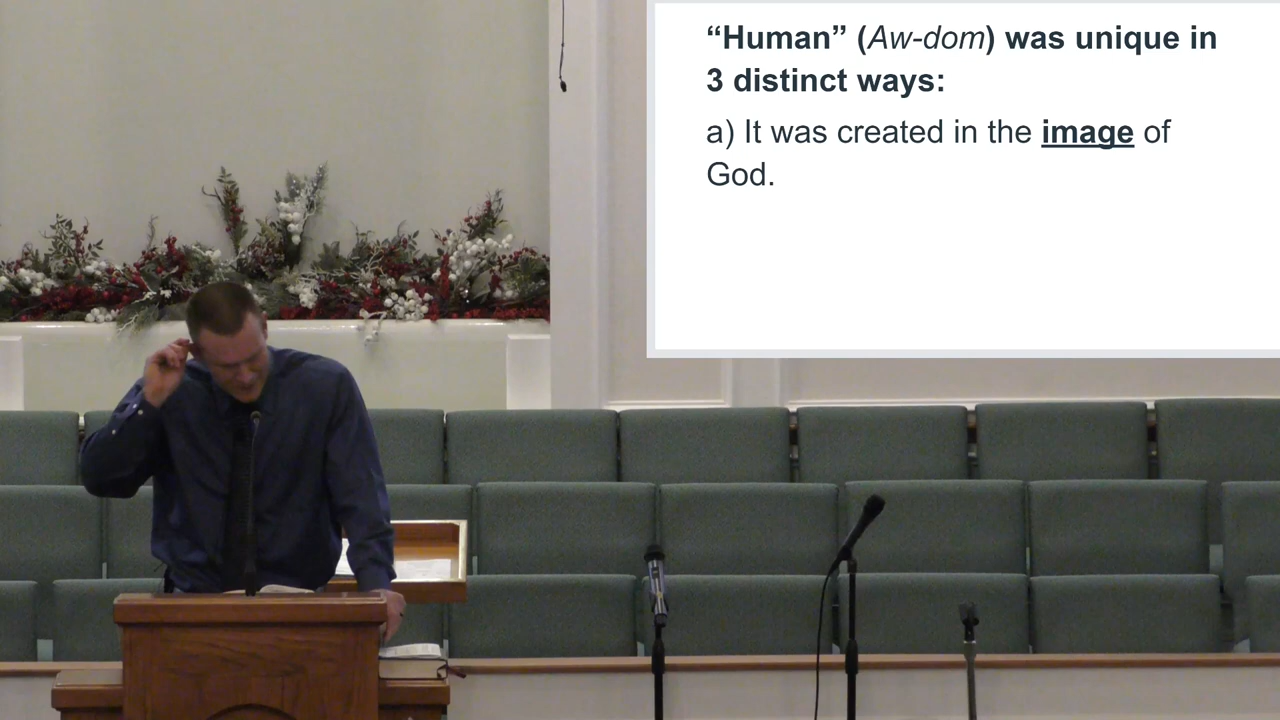 “Human” (Aw-dom) was unique in
3 distinct ways:
a) It was created in the image of
God.